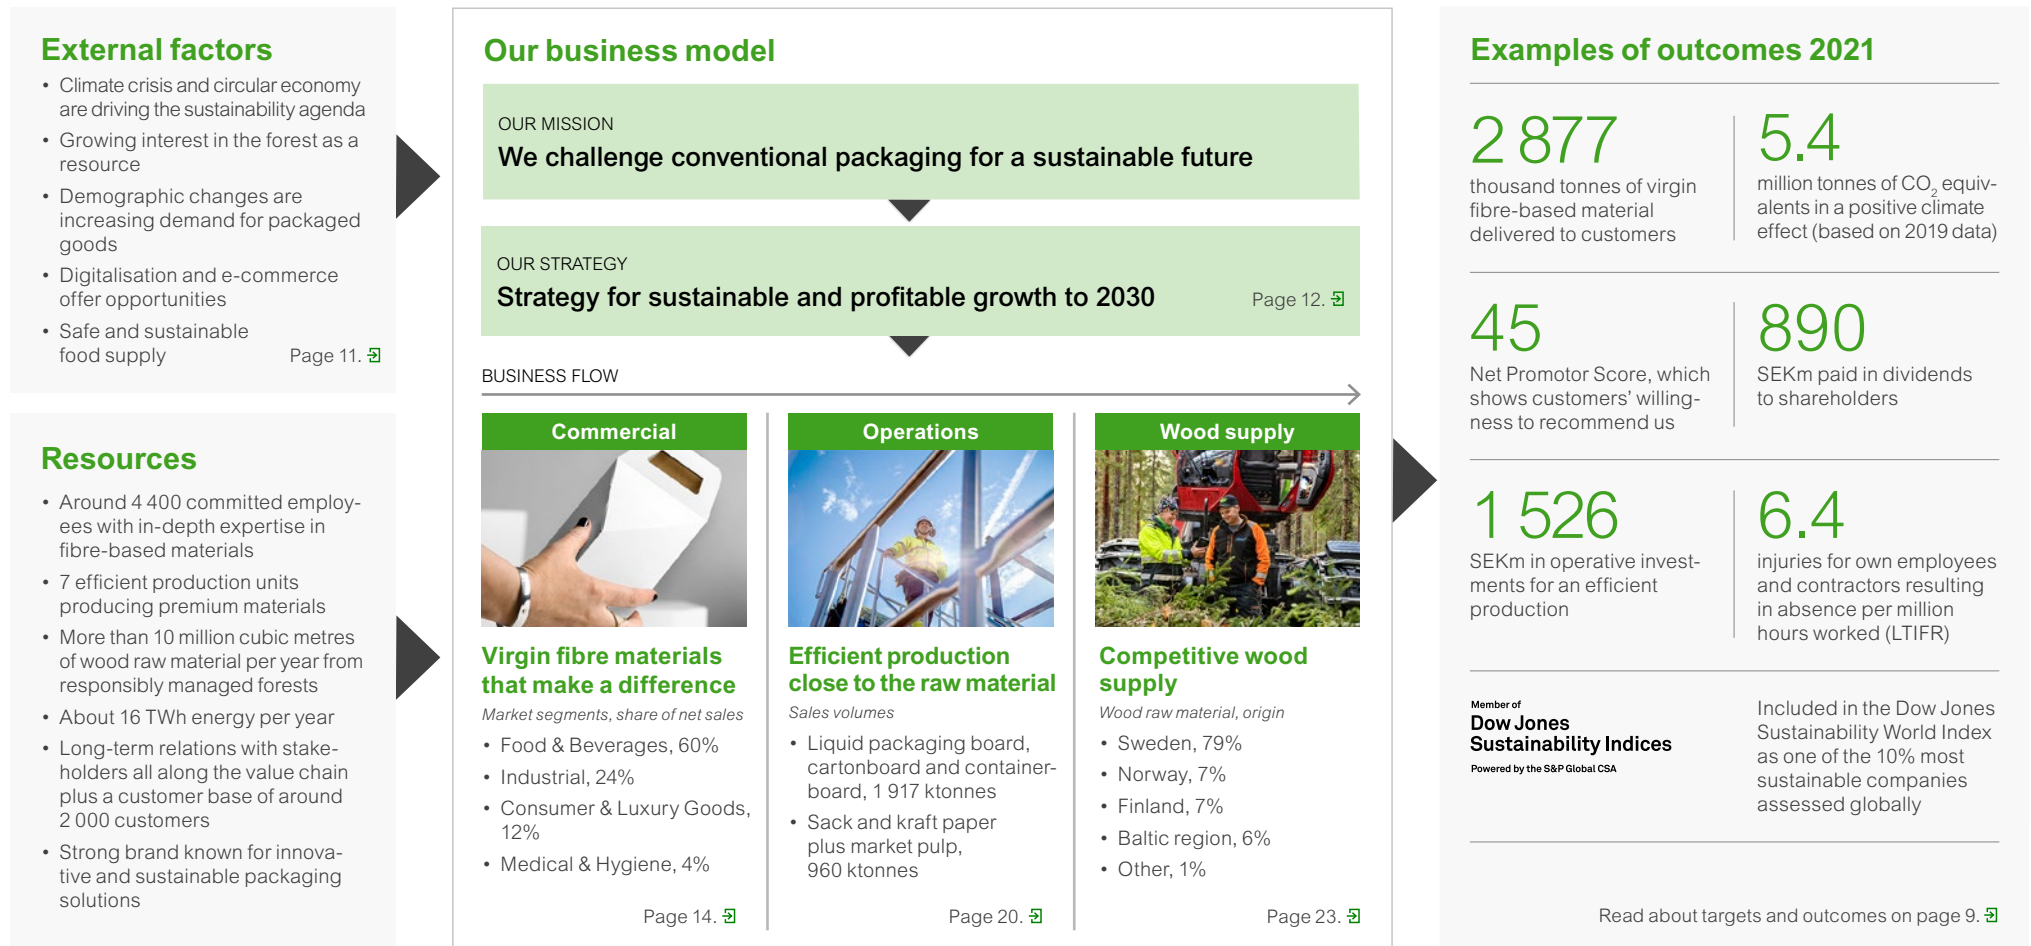 External factors
• Climate crisis and circular economy
are driving the sustainability agenda
• Growing interest in the forest as a
resource
• Demographic changes are
increasing demand for packaged
goods
• Digitalisation and e-commerce
offer opportunities
• Safe and sustainable
food supply Page 11.
Resources
• Around 4 400 committed employ-
ees with in-depth expertise in
fibre-based materials
• 7 efficient production units
producing premium materials
• More than 10 million cubic metres
of wood raw material per year from
responsibly managed forests
• About 16 TWh energy per year
• Long-term relations with stake-
holders all along the value chain
plus a customer base of around
2 000 customers
• Strong brand known for innova-
tive and sustainable packaging
solutions
Our business model
OUR MISSION
We challenge conventional packaging for a sustainable future
OUR STRATEGY
Strategy for sustainable and profitable growth to 2030 Page 12.
BUSINESS FLOW
Commercial
Virgin fibre materials
that make a difference
Market segments, share of net sales
• Food & Beverages, 60%
• Industrial, 24%
• Consumer & Luxury Goods,
12%
• Medical & Hygiene, 4%
Page 14.
Operations
Efficient production
close to the raw material
Sales volumes
• Liquid packaging board,
cartonboard and container-
board, 1 917 ktonnes
• Sack and kraft paper
plus market pulp,
960 ktonnes
Page 20.
Wood supply
Competitive wood
supply
Wood raw material, origin
• Sweden, 79%
• Norway, 7%
• Finland, 7%
• Baltic region, 6%
• Other, 1%
Page 23.
Examples of outcomes 2021
2 877
thousand tonnes of virgin
fibre-based material
delivered to customers
5.4
million tonnes of CO2 equiv-
alents in a positive climate
effect (based on 2019 data)
45
Net Promotor Score, which
shows customers' willing-
ness to recommend us
890
SEKm paid in dividends
to shareholders
1 526
SEKm in operative invest-
ments for an efficient
production
6.4
injuries for own employees
and contractors resulting
in absence per million
hours worked (LTIFR)
Member of
Dow Jones
Sustainability Indices
Powered by the S&P Global CSA
Included in the Dow Jones
Sustainability World Index
as one of the 10% most
sustainable companies
assessed globally
Read about targets and outcomes on page 9.